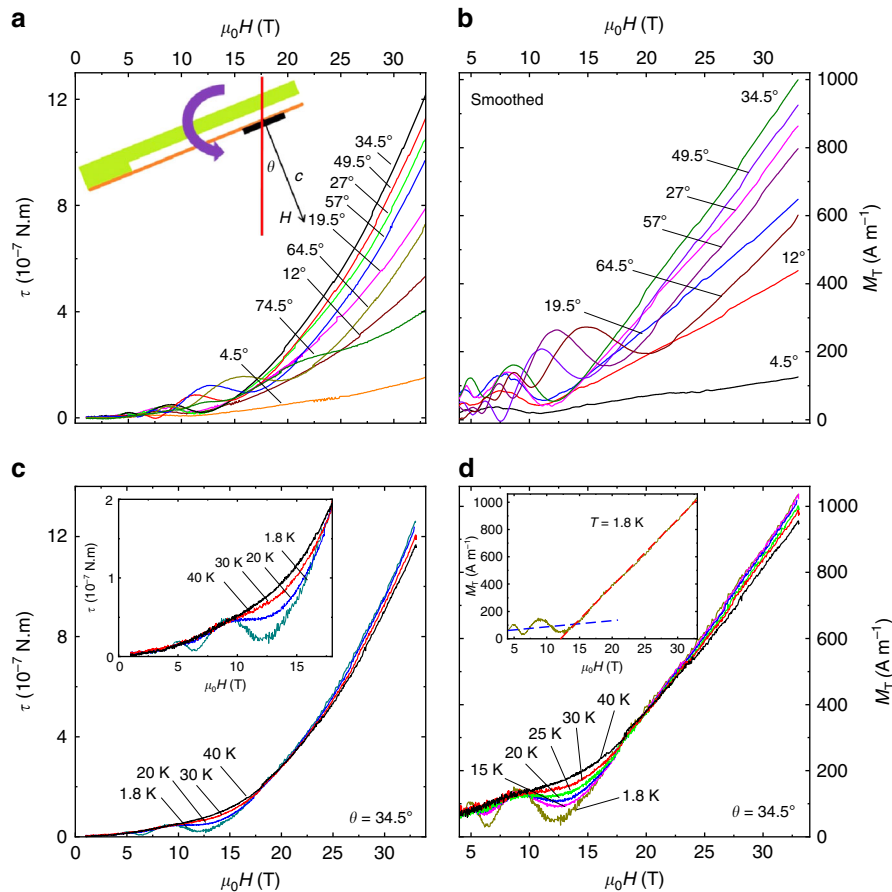 a
μ₀H (T)
0 5 10 15 20 25 30
12
8
4
0
τ (10⁻⁷ N.m)
θ
c
H
34.5°
49.5°
27°
57°
19.5°
64.5°
12°
74.5°
4.5°
b
μ₀H (T)
5 10 15 20 25 30
Smoothed
34.5°
49.5°
27°
57°
12°
64.5°
19.5°
4.5°
1000
800
600
400
200
0
M_T (A m⁻¹)
c
12
8
4
0
τ (10⁻⁷ N.m)
2
1
0
τ (10⁻⁷ N.m)
1.8 K
20 K
30 K
40 K
0 5 10 15
μ₀H (T)
40 K
20 K
30 K
1.8 K
θ = 34.5°
0 5 10 15 20 25 30
μ₀H (T)
d
1000
800
600
400
200
0
M_T (A m⁻¹)
T = 1.8 K
5 10 15 20 25 30
μ₀H (T)
40 K
30 K
25 K
20 K
15 K
1.8 K
θ = 34.5°
1000
800
600
400
200
0
M_T (A m⁻¹)
5 10 15 20 25 30
μ₀H (T)